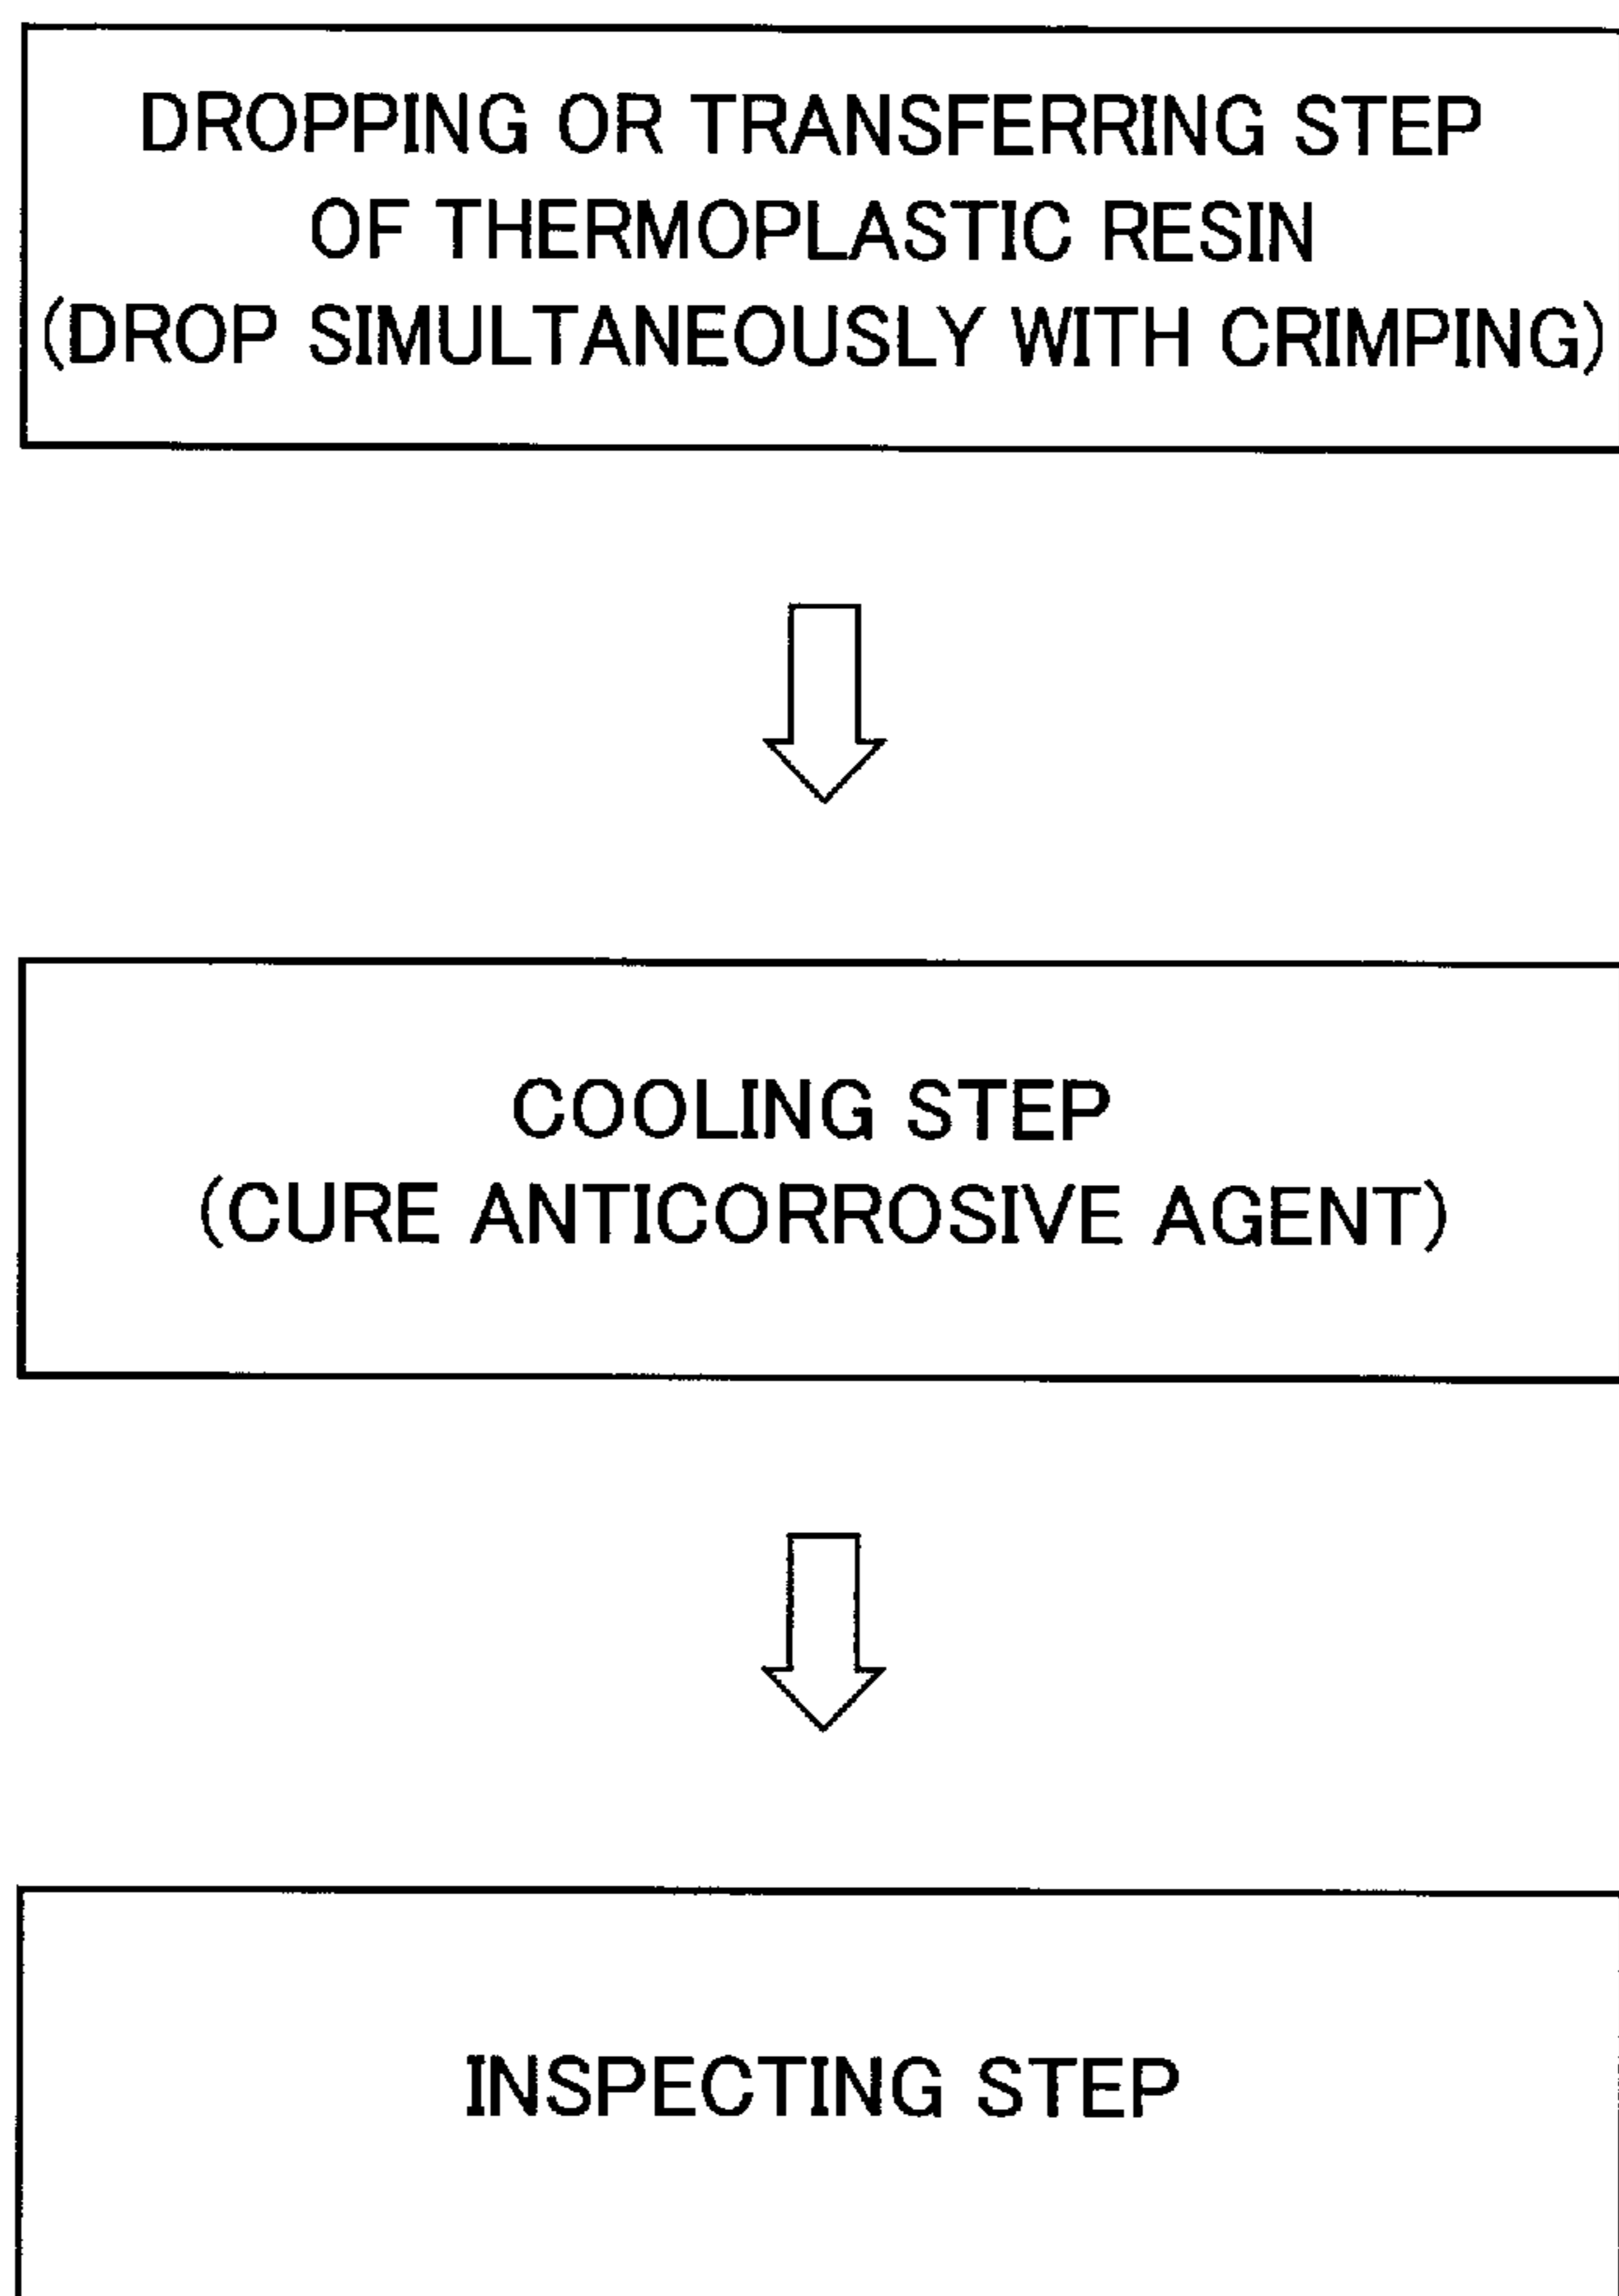 DROPPING OR TRANSFERRING STEP
OF THERMOPLASTIC RESIN
(DROP SIMULTANEOUSLY WITH CRIMPING)
COOLING STEP
(CURE ANTICORROSIVE AGENT)
INSPECTING STEP